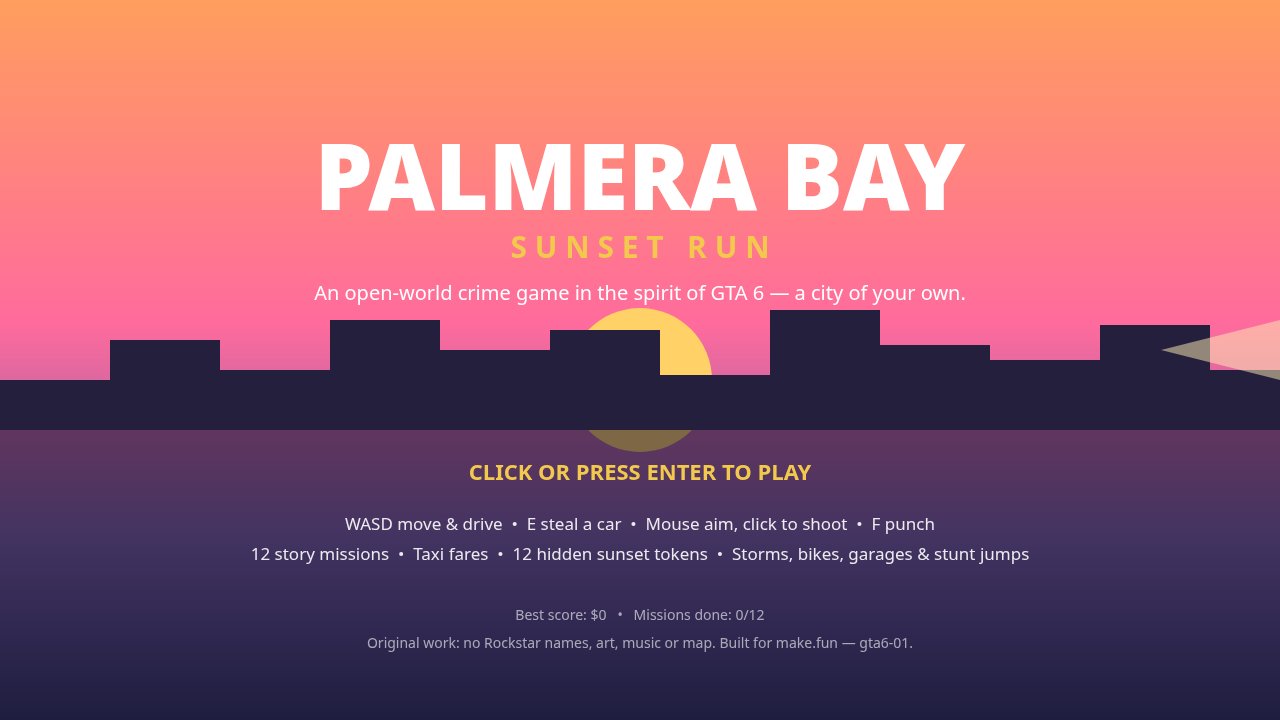 PALMERA BAY
SUNSET RUN
An open-world crime game in the spirit of GTA 6 — a city of your own.
CLICK OR PRESS ENTER TO PLAY
WASD move & drive • E steal a car • Mouse aim, click to shoot • F punch
12 story missions • Taxi fares • 12 hidden sunset tokens • Storms, bikes, garages & stunt jumps
Best score: $0 • Missions done: 0/12
Original work: no Rockstar names, art, music or map. Built for make.fun — gta6-01.